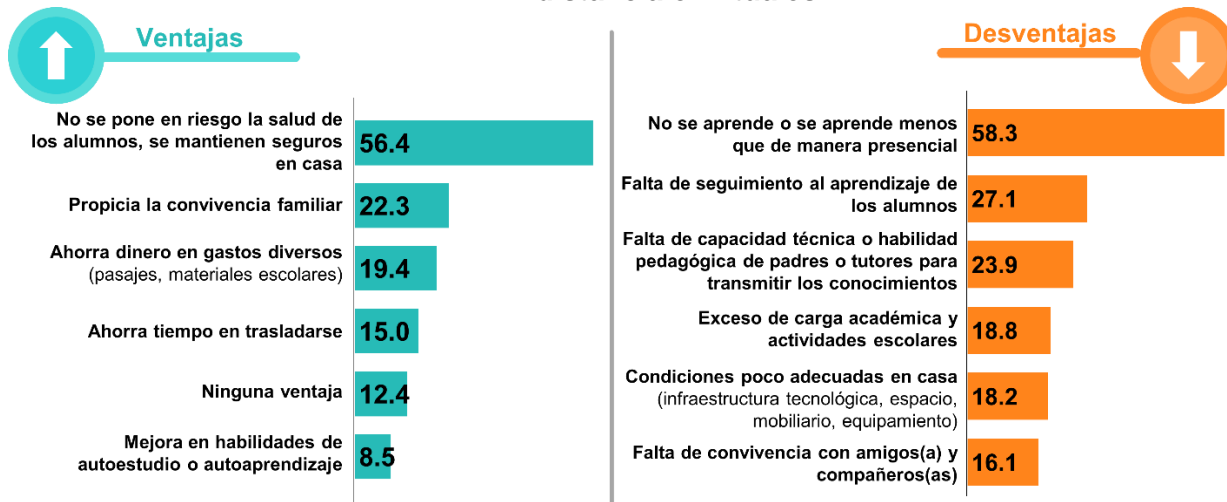 Ventajas
No se pone en riesgo la salud de
los alumnos, se mantienen seguros
en casa
56.4
Propicia la convivencia familiar
22.3
Ahorra dinero en gastos diversos
(pasajes, materiales escolares)
19.4
Ahorra tiempo en trasladarse
15.0
Ninguna ventaja
12.4
Mejora en habilidades de
autoestudio o autoaprendizaje
8.5
Desventajas
No se aprende o se aprende menos
que de manera presencial
58.3
Falta de seguimiento al aprendizaje de
los alumnos
27.1
Falta de capacidad técnica o habilidad
pedagógica de padres o tutores para
transmitir los conocimientos
23.9
Exceso de carga académica y
actividades escolares
18.8
Condiciones poco adecuadas en casa
(infraestructura tecnológica, espacio,
mobiliario, equipamiento)
18.2
Falta de convivencia con amigos(a) y
compañeros(as)
16.1